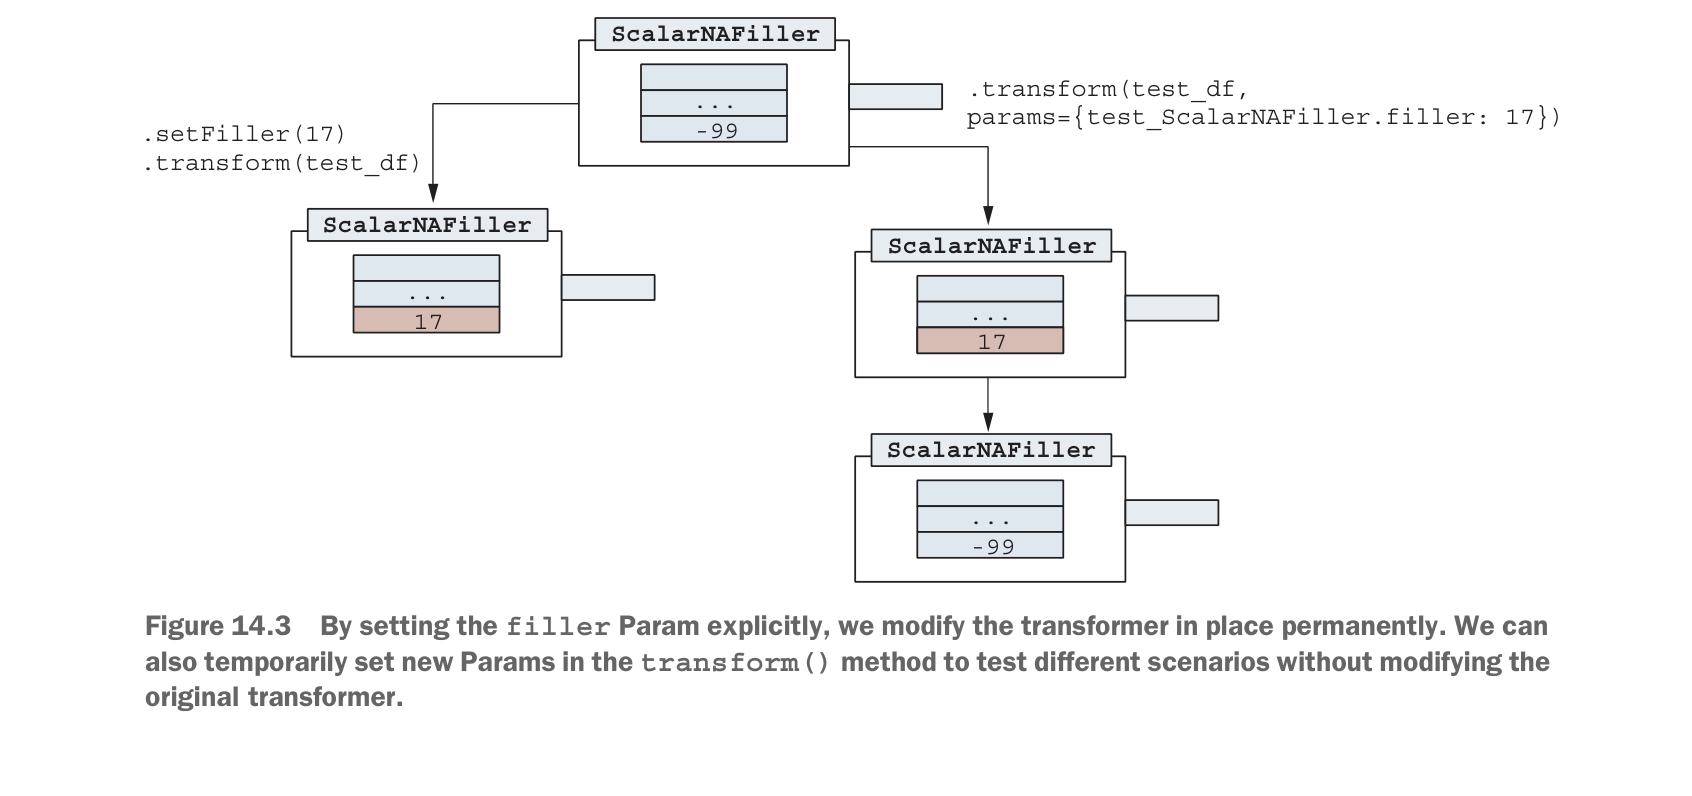 ScalarNAFiller
...
-99
.transform(test_df,
params={test_ScalarNAFiller.filler: 17})
.setFiller(17)
.transform(test_df)
ScalarNAFiller
...
17
ScalarNAFiller
...
17
ScalarNAFiller
...
-99
Figure 14.3 By setting the filler Param explicitly, we modify the transformer in place permanently. We can
also temporarily set new Params in the transform() method to test different scenarios without modifying the
original transformer.